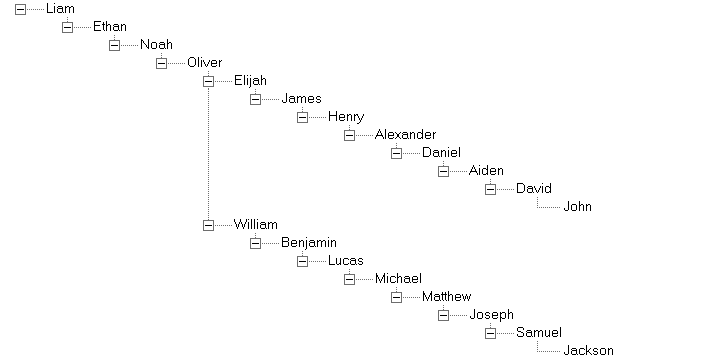 Liam
Ethan
Noah
Oliver
Elijah
James
Henry
Alexander
Daniel
Aiden
David
John
William
Benjamin
Lucas
Michael
Matthew
Joseph
Samuel
Jackson